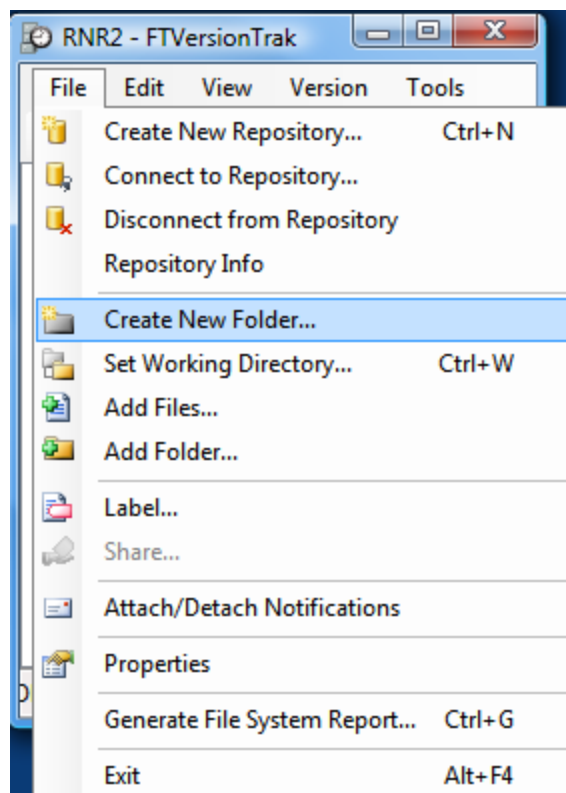 RNR2 - FTVersionTrak
File Edit View Version Tools
Create New Repository... Ctrl+N
Connect to Repository...
Disconnect from Repository
Repository Info
Create New Folder...
Set Working Directory... Ctrl+W
Add Files...
Add Folder...
Label...
Share...
Attach/Detach Notifications
Properties
Generate File System Report... Ctrl+G
Exit Alt+F4